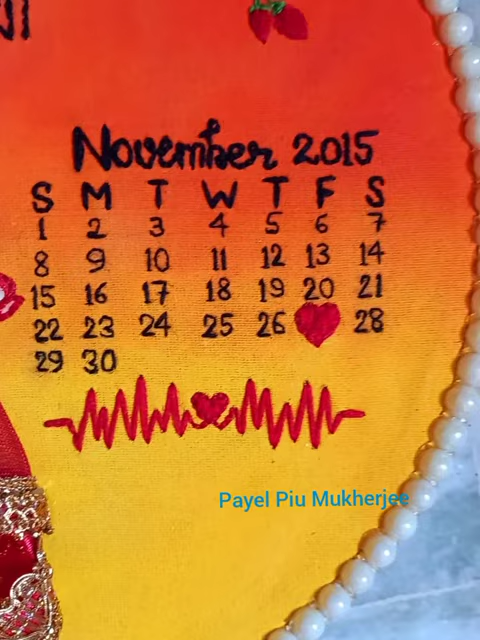 November 2015
S M T W T F S
1 2 3 4 5 6 7
8 9 10 11 12 13 14
15 16 17 18 19 20 21
22 23 24 25 26 28
29 30
Payel Piu Mukherjee